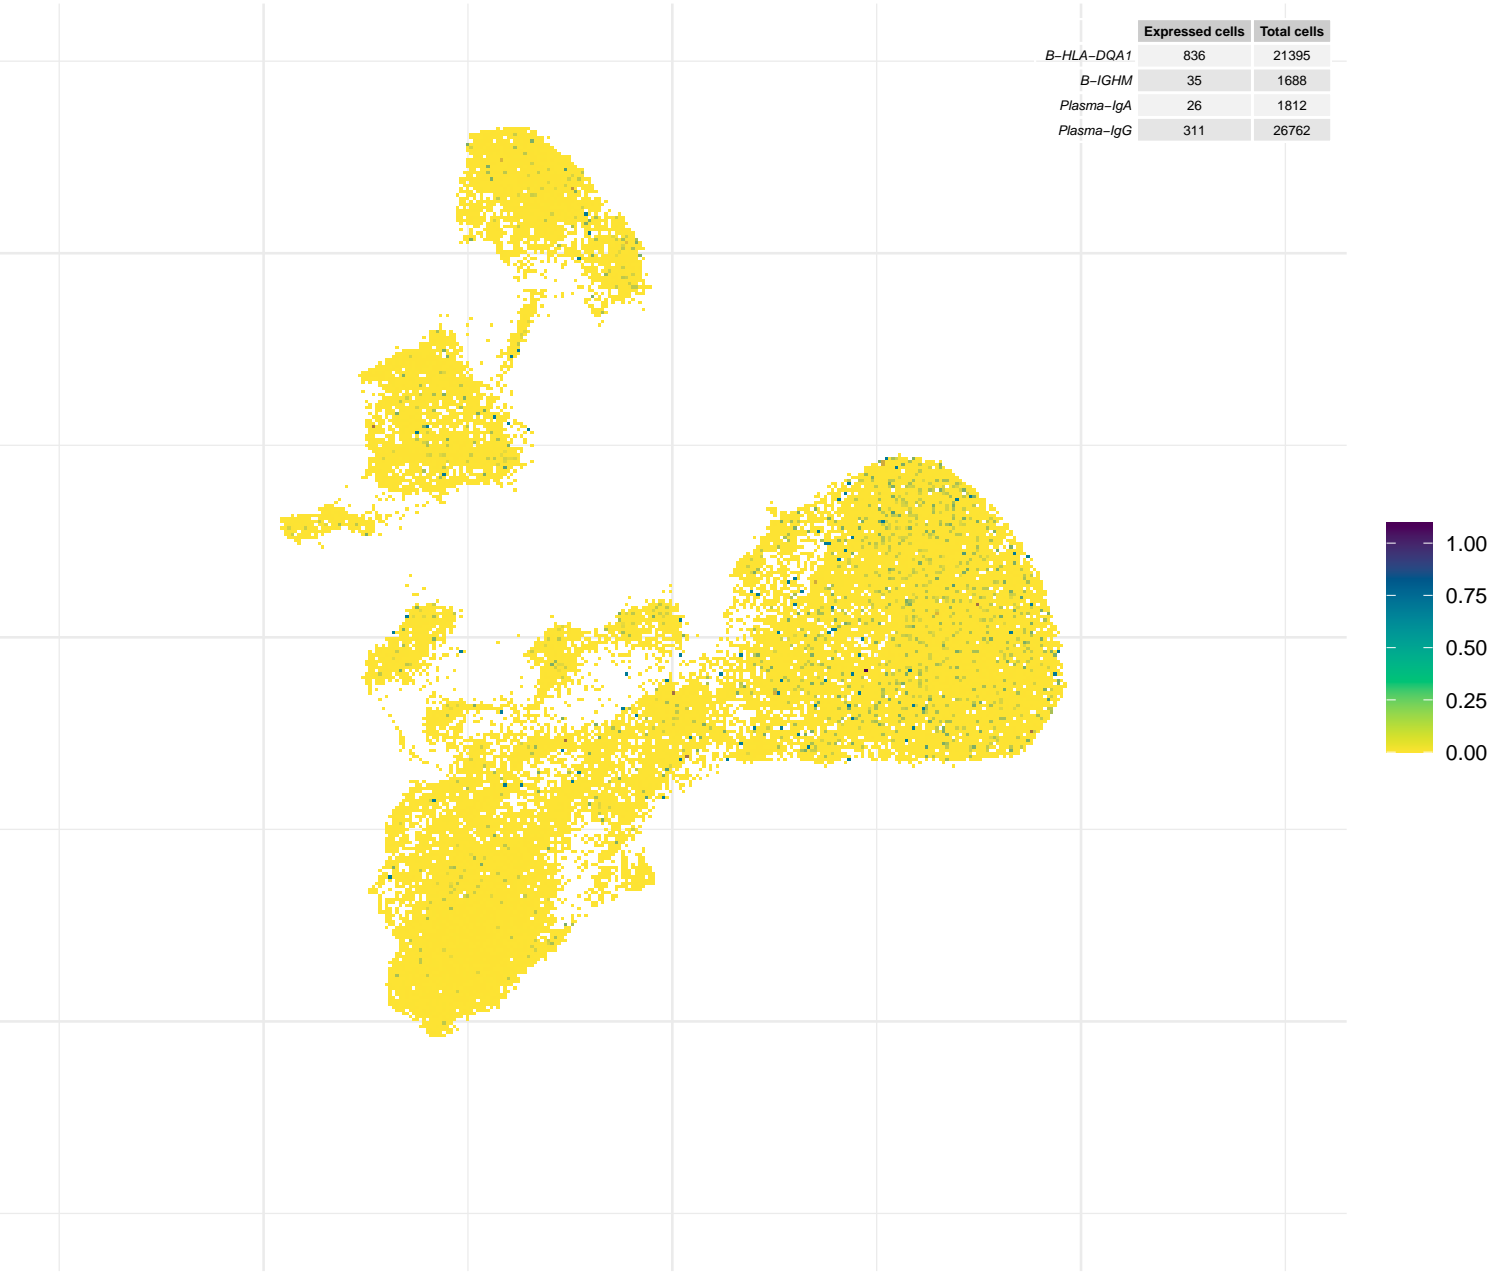 Expressed cells Total cells
B−HLA−DQA1 836 21395
B−IGHM 35 1688
Plasma−IgA 26 1812
Plasma−IgG 311 26762
1.00
0.75
0.50
0.25
0.00